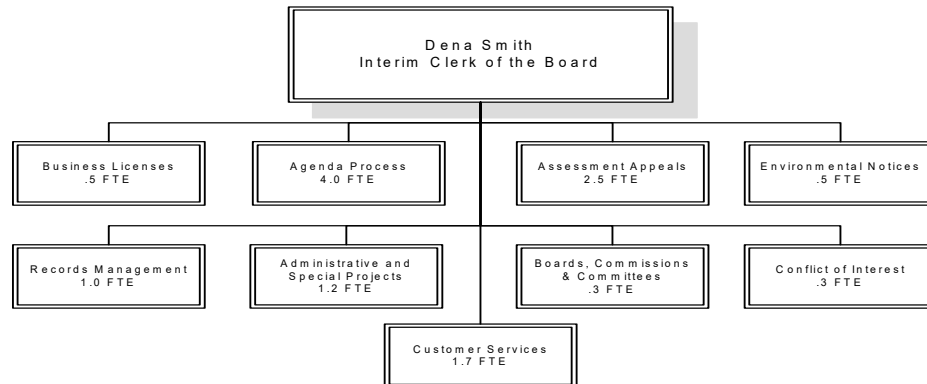 Dena Smith
Interim Clerk of the Board
Business Licenses
.5 FTE
Agenda Process
4.0 FTE
Assessment Appeals
2.5 FTE
Environmental Notices
.5 FTE
Records Management
1.0 FTE
Administrative and
Special Projects
1.2 FTE
Boards, Commissions
& Committees
.3 FTE
Conflict of Interest
.3 FTE
Customer Services
1.7 FTE